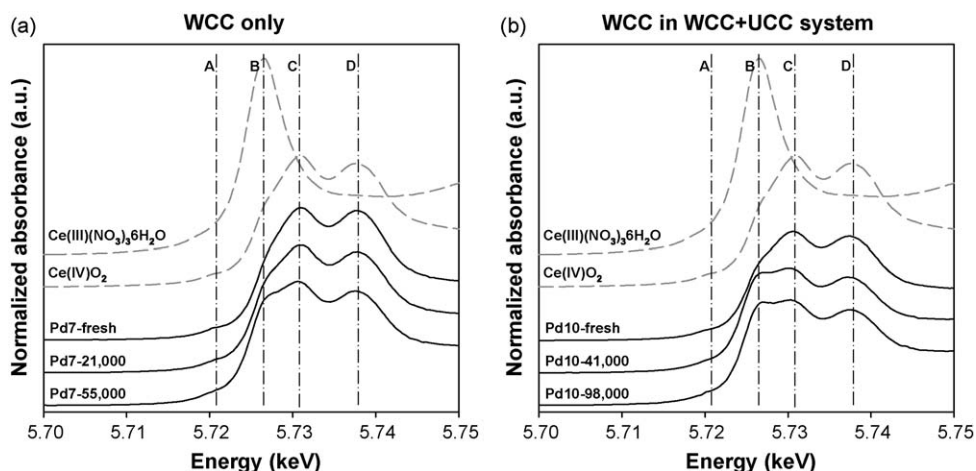 (a)
WCC only
Normalized absorbance (a.u.)
A
B
C
D
Ce(III)(NO₃)₃6H₂O
Ce(IV)O₂
Pd7-fresh
Pd7-21,000
Pd7-55,000
5.70 5.71 5.72 5.73 5.74 5.75
Energy (keV)
(b)
WCC in WCC+UCC system
Normalized absorbance (a.u.)
A
B
C
D
Ce(III)(NO₃)₃6H₂O
Ce(IV)O₂
Pd10-fresh
Pd10-41,000
Pd10-98,000
5.70 5.71 5.72 5.73 5.74 5.75
Energy (keV)